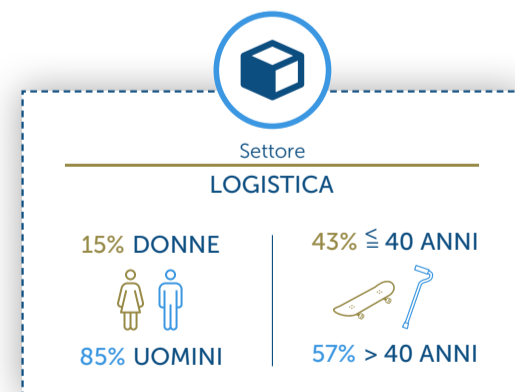 Settore
LOGISTICA
15% DONNE
85% UOMINI
43% ≦ 40 ANNI
57% > 40 ANNI